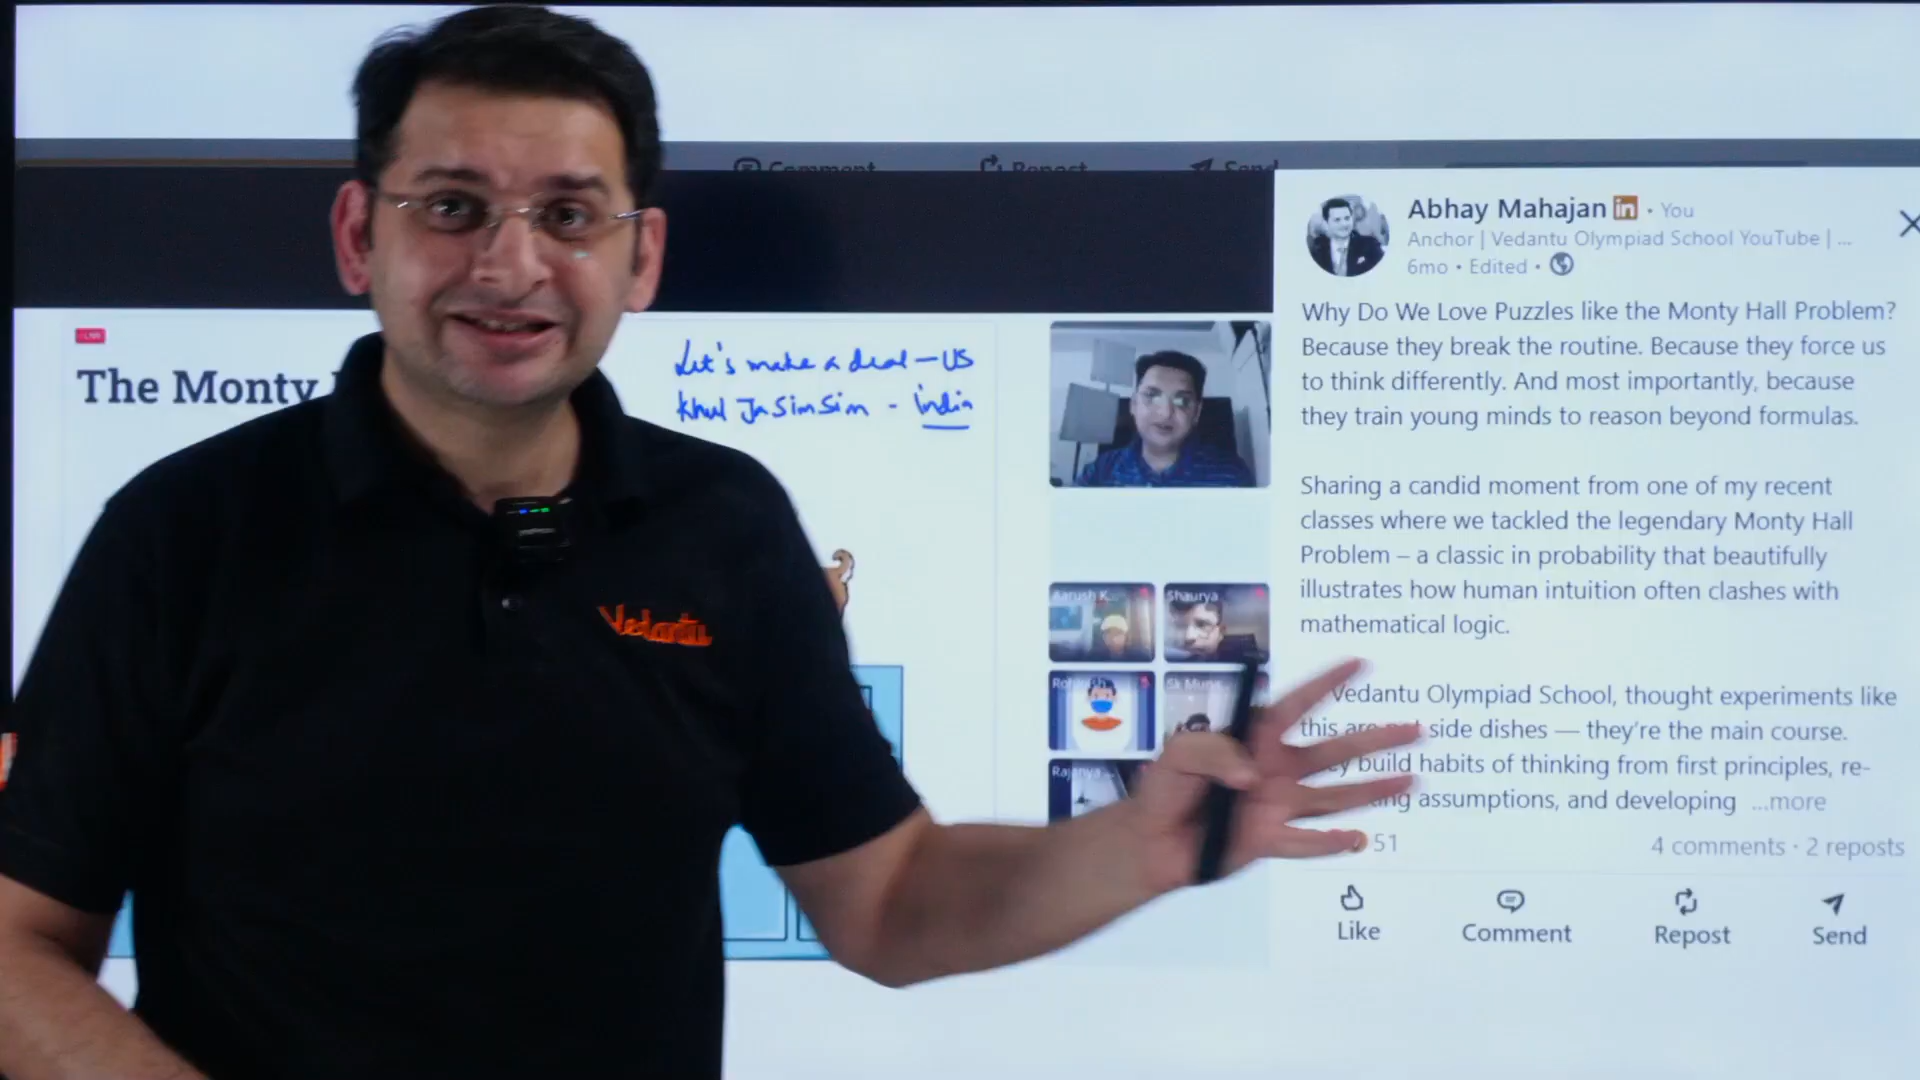 Comment
Repost
Send
Abhay Mahajan in • You
Anchor | Vedantu Olympiad School YouTube | ...
6mo • Edited •
Why Do We Love Puzzles like the Monty Hall Problem?
Because they break the routine. Because they force us
to think differently. And most importantly, because
they train young minds to reason beyond formulas.
Sharing a candid moment from one of my recent
classes where we tackled the legendary Monty Hall
Problem – a classic in probability that beautifully
illustrates how human intuition often clashes with
mathematical logic.
Vedantu Olympiad School, thought experiments like
this are side dishes — they're the main course.
build habits of thinking from first principles, re-
assumptions, and developing ...more
51
4 comments • 2 reposts
Like
Comment
Repost
Send
LIVE
The Monty
Let's make a deal – US
Khul Ja Sim Sim - India
Aarush K...
Shaurya
Vedantu